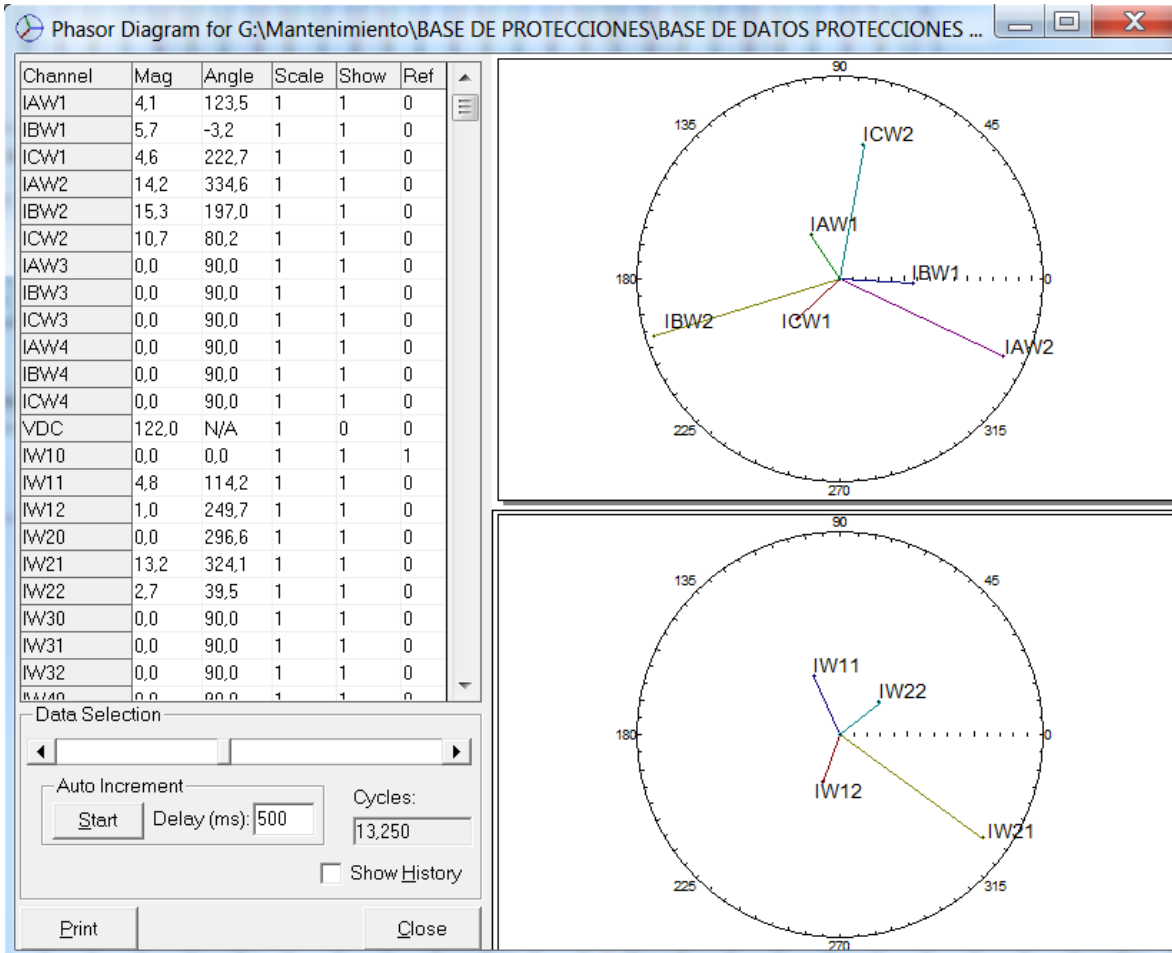 Phasor Diagram for G:\Mantenimiento\BASE DE PROTECCIONES\BASE DE DATOS PROTECCIONES ...
Channel Mag Angle Scale Show Ref
IAW1 4,1 123,5 1 1 0
IBW1 5,7 -3,2 1 1 0
ICW1 4,6 222,7 1 1 0
IAW2 14,2 334,6 1 1 0
IBW2 15,3 197,0 1 1 0
ICW2 10,7 80,2 1 1 0
IAW3 0,0 90,0 1 1 0
IBW3 0,0 90,0 1 1 0
ICW3 0,0 90,0 1 1 0
IAW4 0,0 90,0 1 1 0
IBW4 0,0 90,0 1 1 0
ICW4 0,0 90,0 1 1 0
VDC 122,0 N/A 1 0 0
IW10 0,0 0,0 1 1 1
IW11 4,8 114,2 1 1 0
IW12 1,0 249,7 1 1 0
IW20 0,0 296,6 1 1 0
IW21 13,2 324,1 1 1 0
IW22 2,7 39,5 1 1 0
IW30 0,0 90,0 1 1 0
IW31 0,0 90,0 1 1 0
IW32 0,0 90,0 1 1 0
IW40 0,0 90,0 1 1 0
Data Selection
Auto Increment
Start Delay (ms): 500
Cycles:
13,250
Show History
Print Close
90
135 45
ICW2
IAW1
180 IBW1 0
IBW2 ICW1
IAW2
225 315
270
90
135 45
IW11
IW22
180 0
IW12
IW21
225 315
270